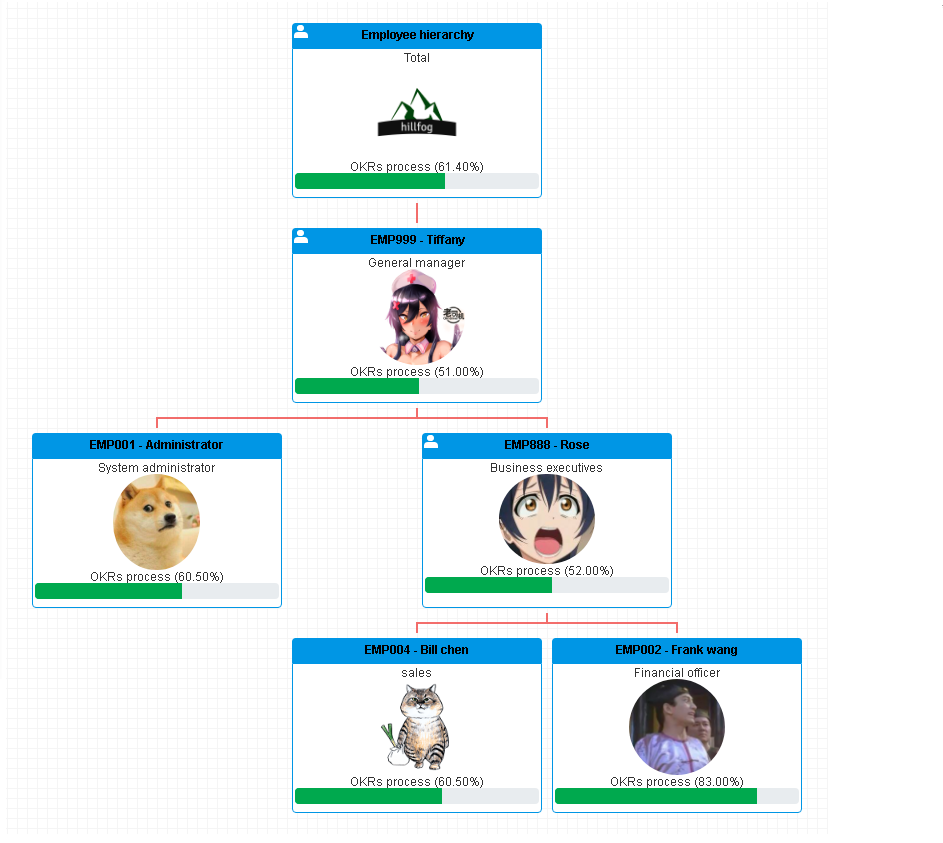 Employee hierarchy
Total
hillfog
OKRs process (61.40%)
EMP999 - Tiffany
General manager
OKRs process (51.00%)
EMP001 - Administrator
System administrator
OKRs process (60.50%)
EMP888 - Rose
Business executives
OKRs process (52.00%)
EMP004 - Bill chen
sales
OKRs process (60.50%)
EMP002 - Frank wang
Financial officer
OKRs process (83.00%)